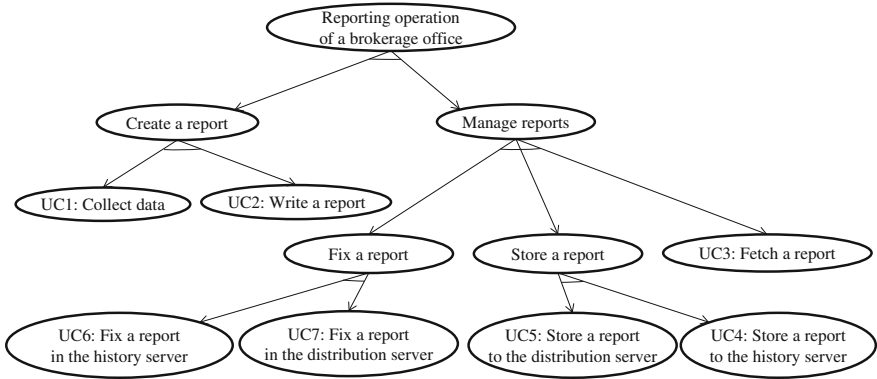 Reporting operation
of a brokerage office
Create a report
Manage reports
UC1: Collect data
UC2: Write a report
Fix a report
Store a report
UC3: Fetch a report
UC6: Fix a report
in the history server
UC7: Fix a report
in the distribution server
UC5: Store a report
to the distribution server
UC4: Store a report
to the history server